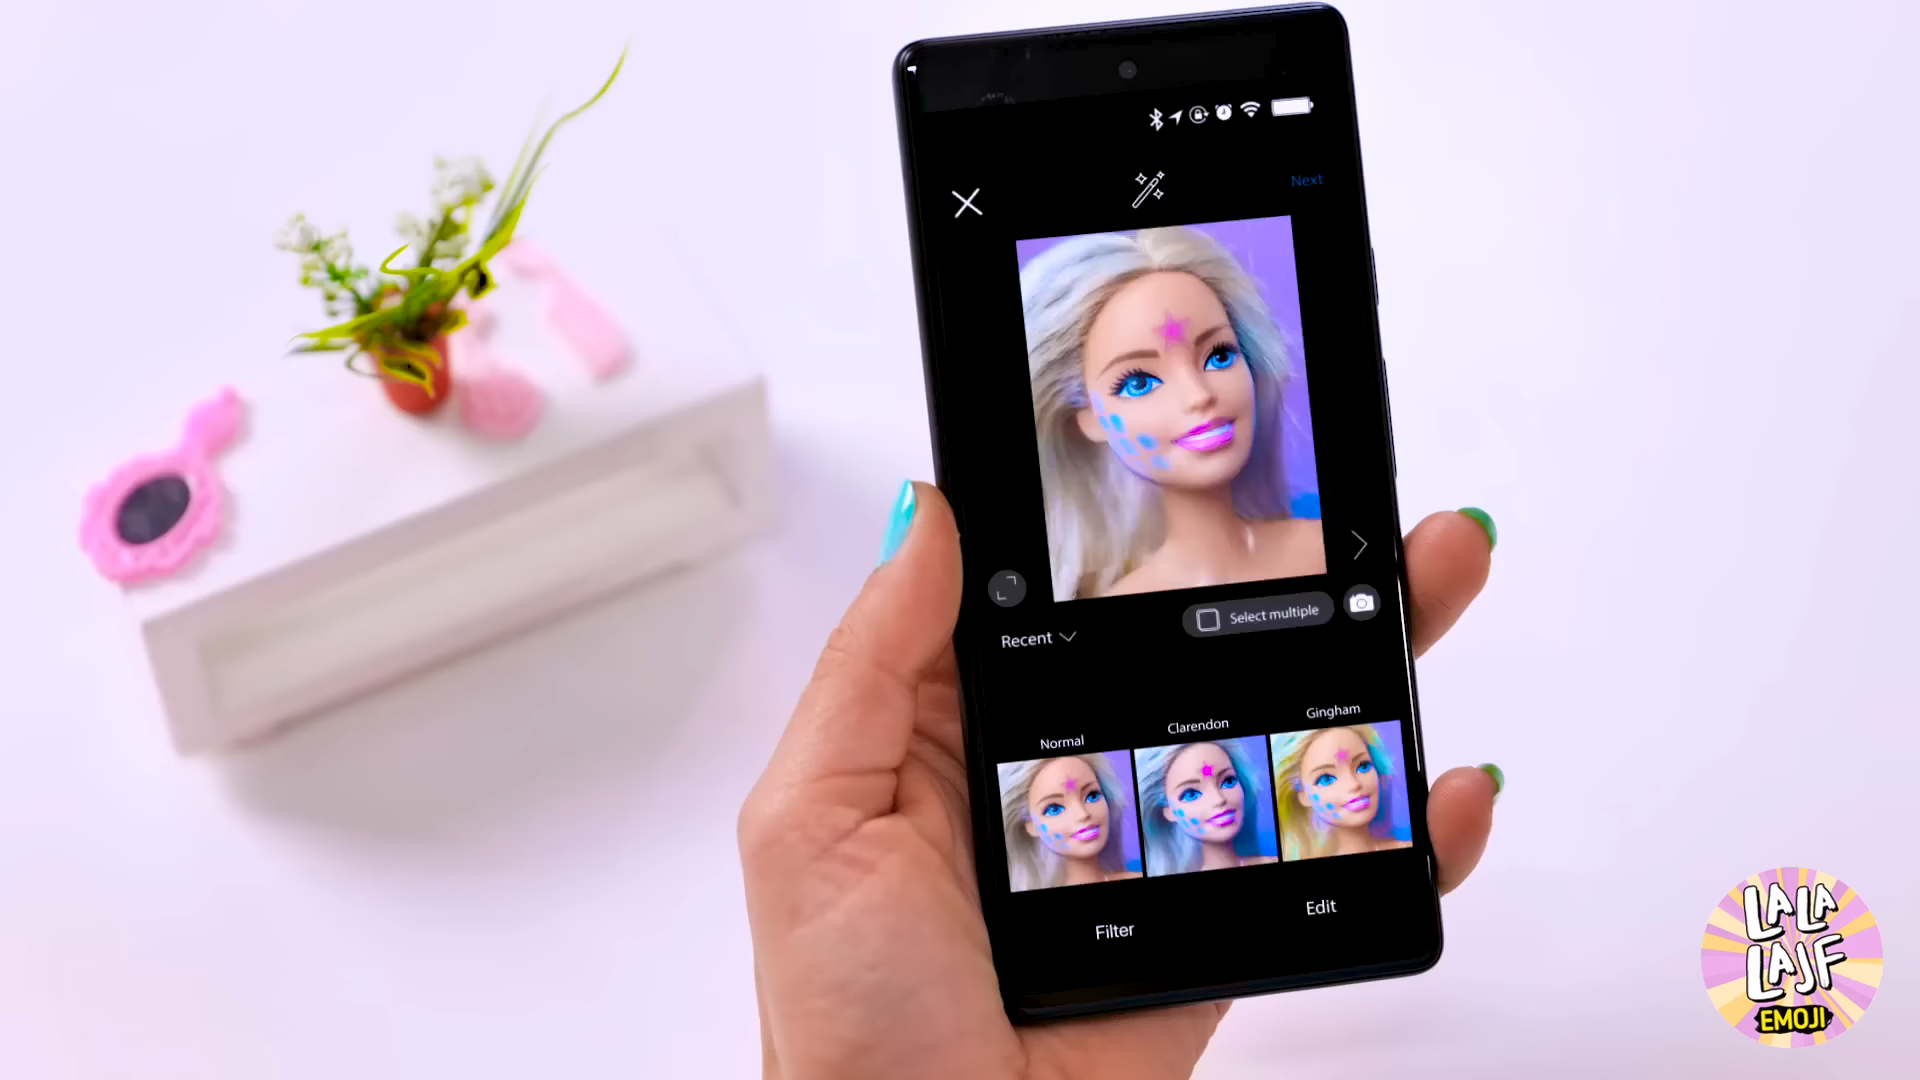 Next
Select multiple
Recent
Normal
Clarendon
Gingham
Filter
Edit
LALA
LAJF
EMOJI